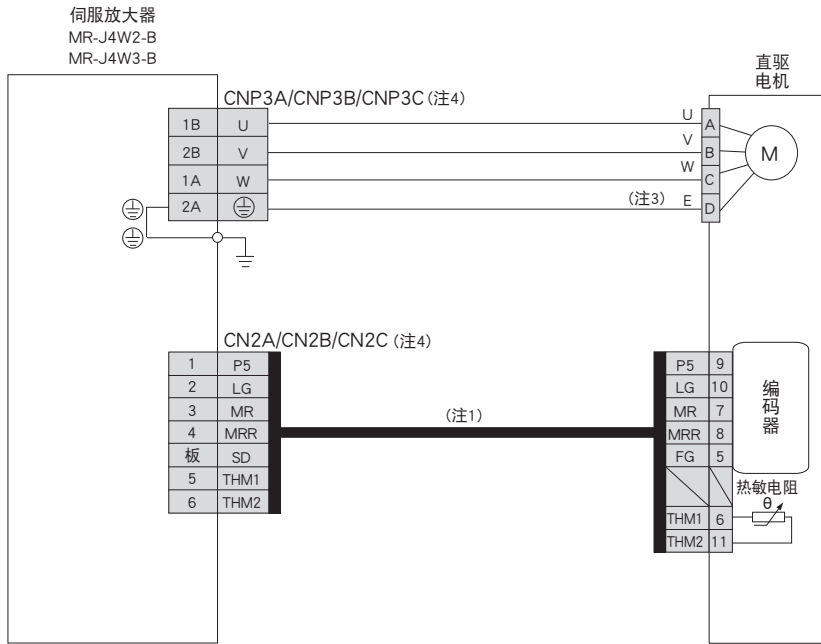 伺服放大器
MR-J4W2-B
MR-J4W3-B
直驱
电机
CNP3A/CNP3B/CNP3C (注4)
1B U
2B V
1A W
2A
U A
V B
W C
(注3) E D
M
CN2A/CN2B/CN2C (注4)
1 P5
2 LG
3 MR
4 MRR
板 SD
5 THM1
6 THM2
(注1)
P5 9
LG 10
MR 7
MRR 8
FG 5
THM1 6
THM2 11
编码器
热敏电阻
θ